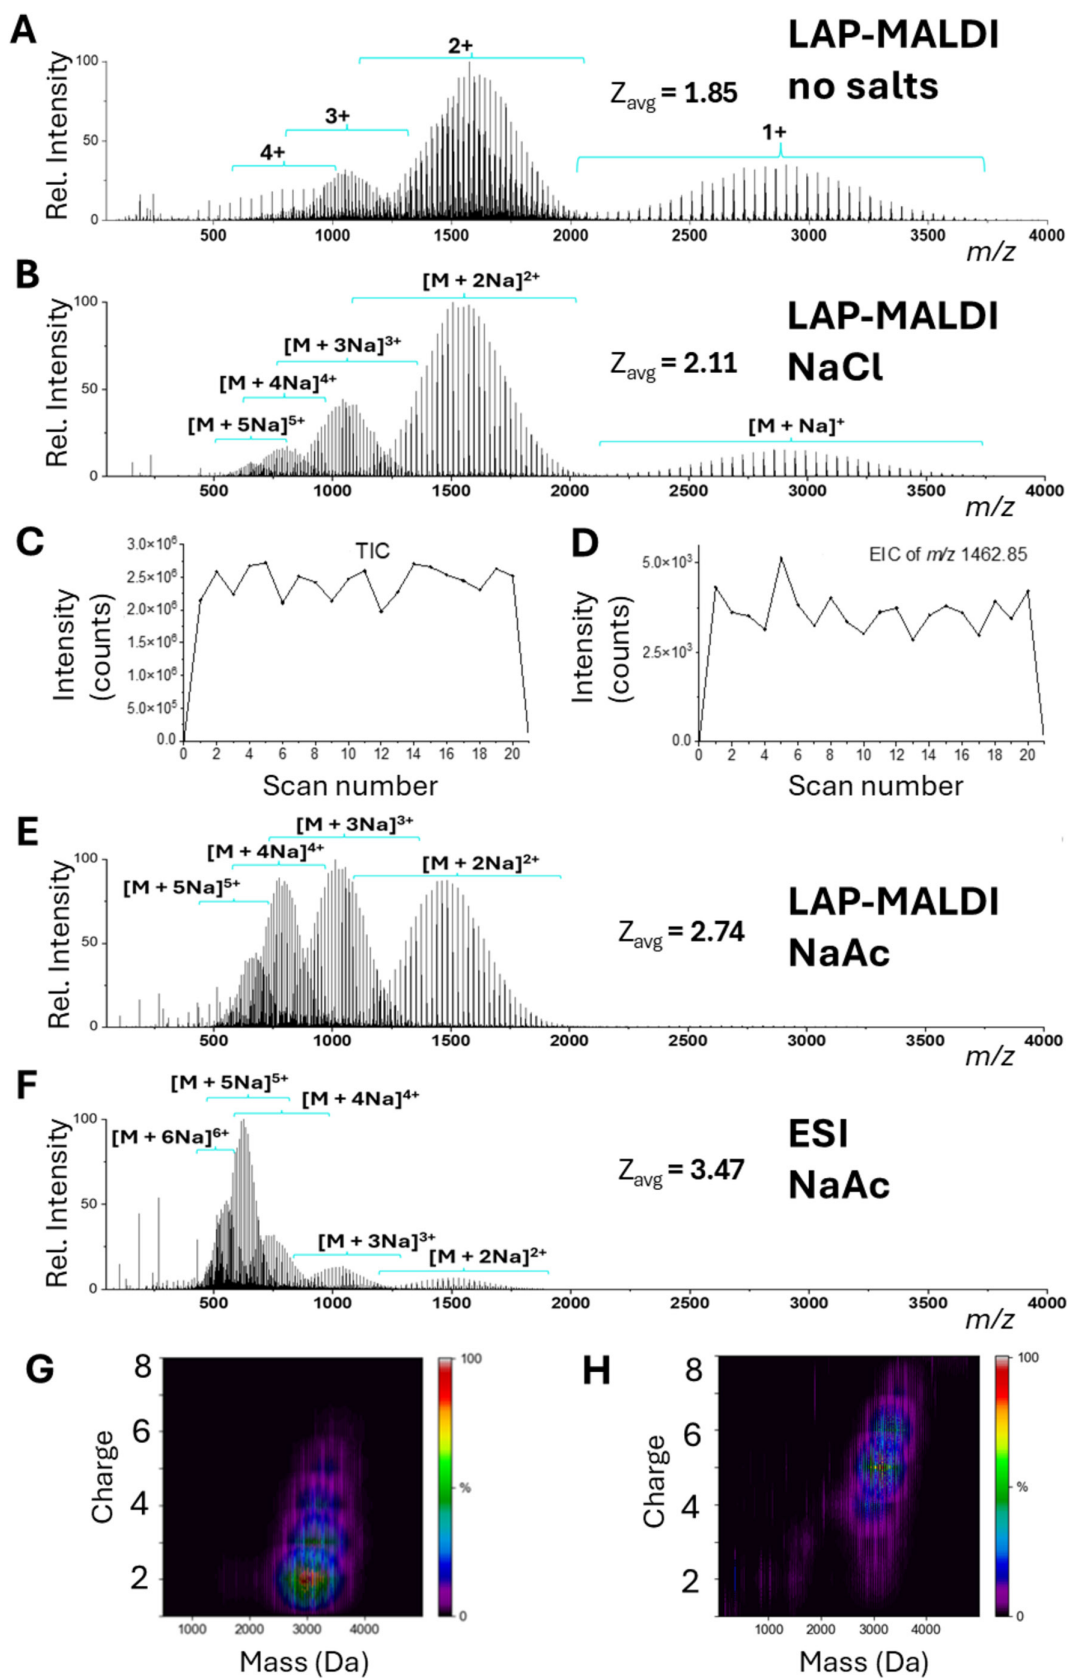 A
LAP-MALDI
no salts
Z_avg = 1.85
4+
3+
2+
1+
Rel. Intensity
100
50
0
500 1000 1500 2000 2500 3000 3500 4000
m/z
B
LAP-MALDI
NaCl
Z_avg = 2.11
[M + 2Na]²⁺
[M + 3Na]³⁺
[M + 4Na]⁴⁺
[M + 5Na]⁵⁺
[M + Na]⁺
Rel. Intensity
100
50
0
500 1000 1500 2000 2500 3000 3500 4000
m/z
C
TIC
Intensity
(counts)
3.0×10⁶
2.5×10⁶
2.0×10⁶
1.5×10⁶
1.0×10⁶
5.0×10⁵
0.0
0 2 4 6 8 10 12 14 16 18 20
Scan number
D
EIC of m/z 1462.85
Intensity
(counts)
5.0×10³
2.5×10³
0.0
0 2 4 6 8 10 12 14 16 18 20
Scan number
E
LAP-MALDI
NaAc
Z_avg = 2.74
[M + 3Na]³⁺
[M + 4Na]⁴⁺
[M + 2Na]²⁺
[M + 5Na]⁵⁺
Rel. Intensity
100
50
0
500 1000 1500 2000 2500 3000 3500 4000
m/z
F
ESI
NaAc
Z_avg = 3.47
[M + 5Na]⁵⁺
[M + 4Na]⁴⁺
[M + 6Na]⁶⁺
[M + 3Na]³⁺
[M + 2Na]²⁺
Rel. Intensity
100
50
0
500 1000 1500 2000 2500 3000 3500 4000
m/z
G
Charge
8
6
4
2
1000 2000 3000 4000
Mass (Da)
100
%
0
H
Charge
8
6
4
2
1000 2000 3000 4000
Mass (Da)
100
%
0